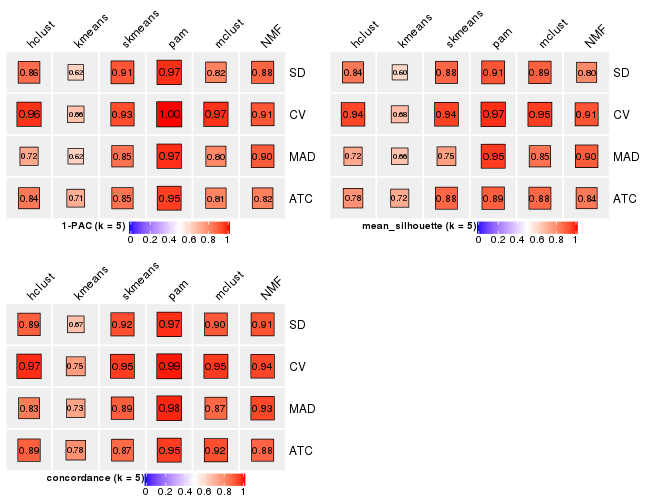 hclust kmeans skmeans pam mclust NMF
0.86 0.62 0.91 0.97 0.82 0.88 SD
0.96 0.66 0.93 1.00 0.97 0.91 CV
0.72 0.62 0.85 0.97 0.80 0.90 MAD
0.84 0.71 0.85 0.95 0.81 0.82 ATC
1-PAC (k = 5)
0 0.2 0.4 0.6 0.8 1
hclust kmeans skmeans pam mclust NMF
0.84 0.60 0.88 0.91 0.89 0.80 SD
0.94 0.68 0.94 0.97 0.95 0.91 CV
0.72 0.66 0.75 0.95 0.85 0.90 MAD
0.78 0.72 0.88 0.89 0.88 0.84 ATC
mean_silhouette (k = 5)
0 0.2 0.4 0.6 0.8 1
hclust kmeans skmeans pam mclust NMF
0.89 0.67 0.92 0.97 0.90 0.91 SD
0.97 0.75 0.95 0.99 0.95 0.94 CV
0.83 0.73 0.89 0.98 0.87 0.93 MAD
0.89 0.78 0.87 0.95 0.92 0.88 ATC
concordance (k = 5)
0 0.2 0.4 0.6 0.8 1